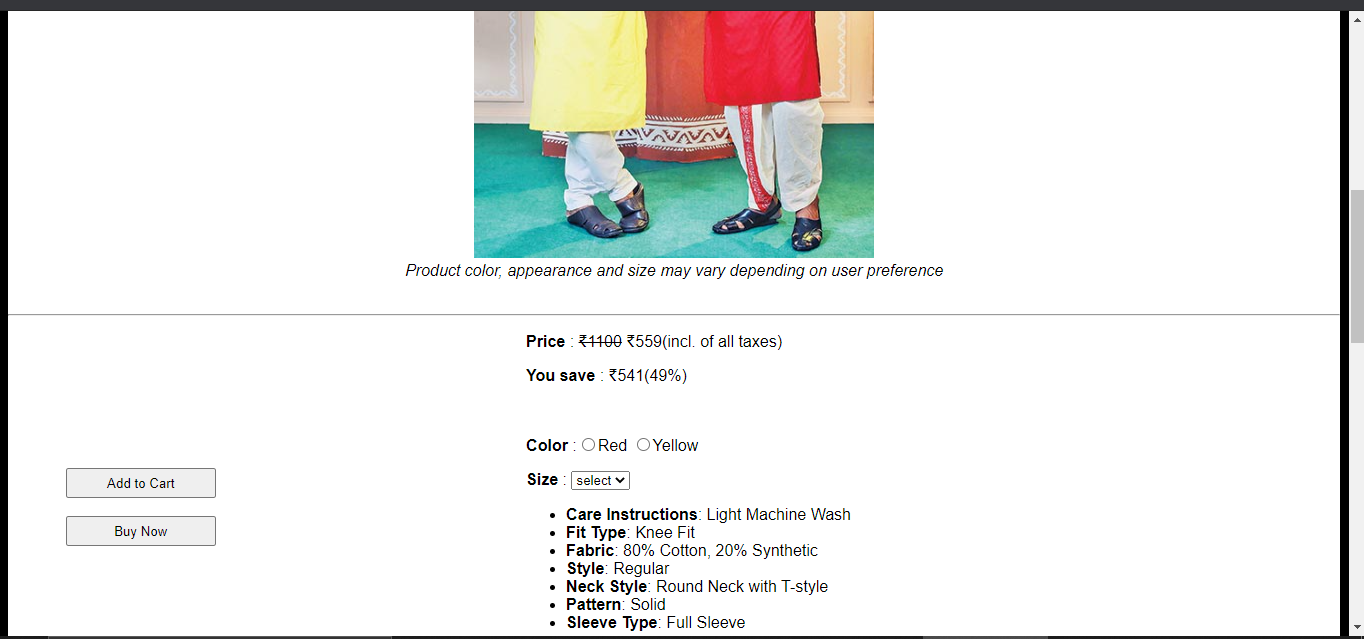 Product color, appearance and size may vary depending on user preference
Price : ₹1100 ₹559(incl. of all taxes)
You save : ₹541(49%)
Color : Red Yellow
Size : select
Add to Cart
Buy Now
Care Instructions: Light Machine Wash
Fit Type: Knee Fit
Fabric: 80% Cotton, 20% Synthetic
Style: Regular
Neck Style: Round Neck with T-style
Pattern: Solid
Sleeve Type: Full Sleeve